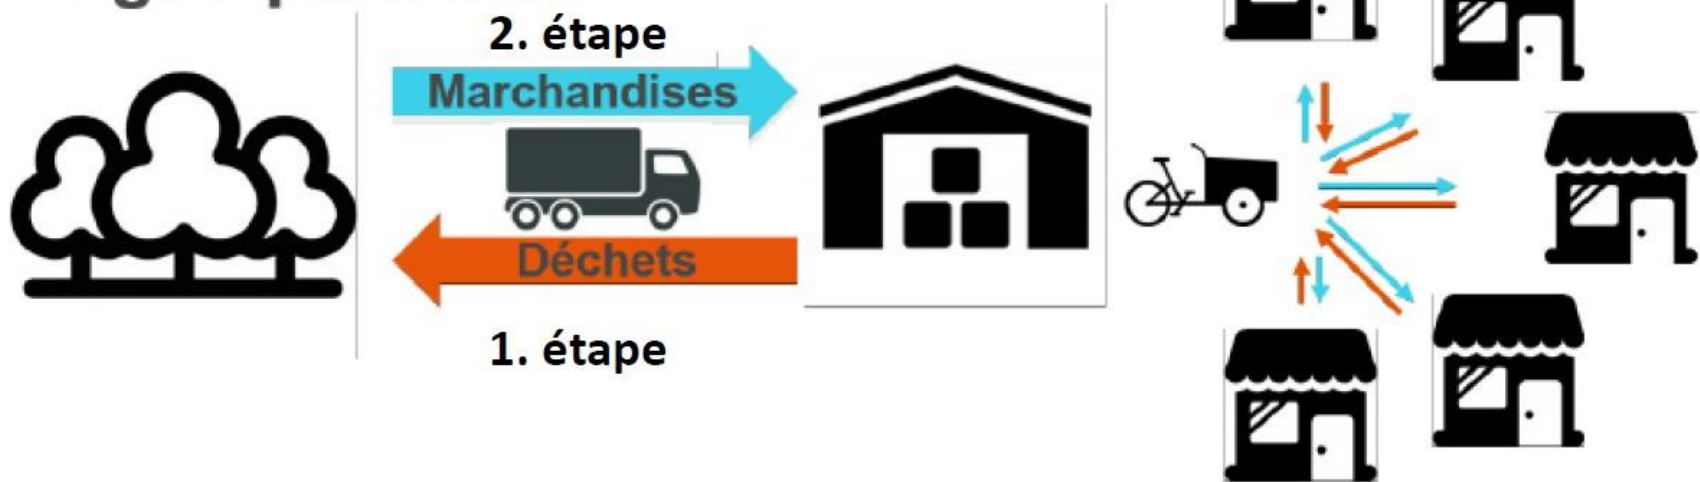 2. étape
Marchandises
Déchets
1. étape